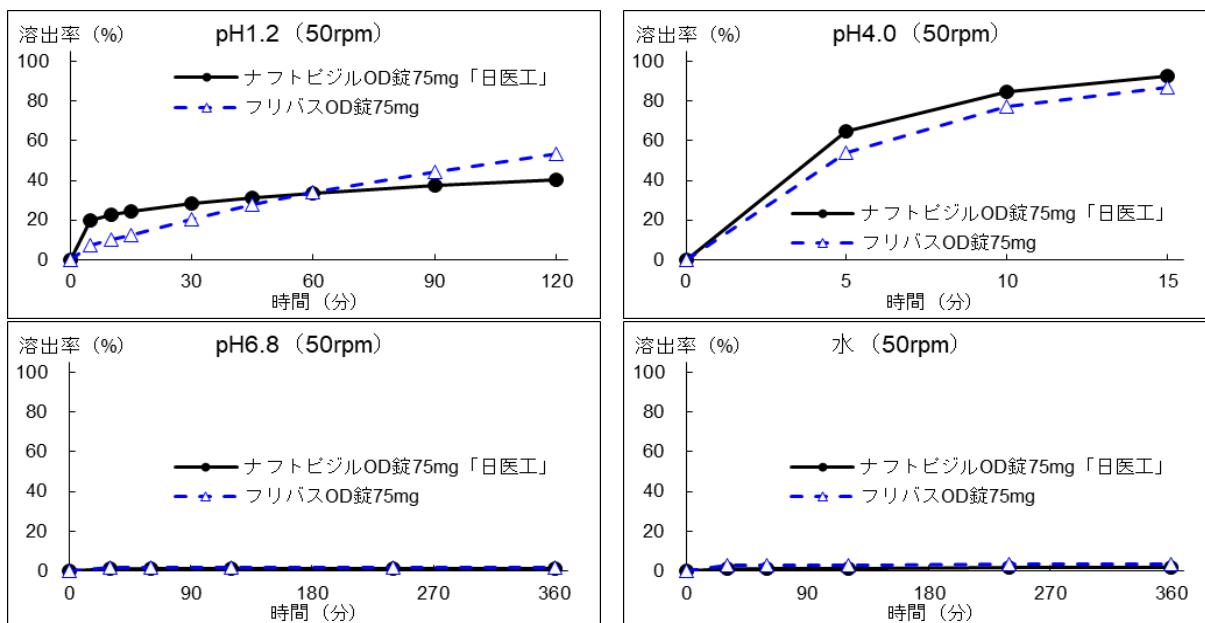 溶出率 (%)
pH1.2 (50rpm)
100
80
60
40
20
0
ナフトピジルOD錠75mg「日医工」
フリバスOD錠75mg
0 30 60 90 120
時間 (分)
溶出率 (%)
pH4.0 (50rpm)
100
80
60
40
20
0
ナフトピジルOD錠75mg「日医工」
フリバスOD錠75mg
0 5 10 15
時間 (分)
溶出率 (%)
pH6.8 (50rpm)
100
80
60
40
20
0
ナフトピジルOD錠75mg「日医工」
フリバスOD錠75mg
0 90 180 270 360
時間 (分)
溶出率 (%)
水 (50rpm)
100
80
60
40
20
0
ナフトピジルOD錠75mg「日医工」
フリバスOD錠75mg
0 90 180 270 360
時間 (分)